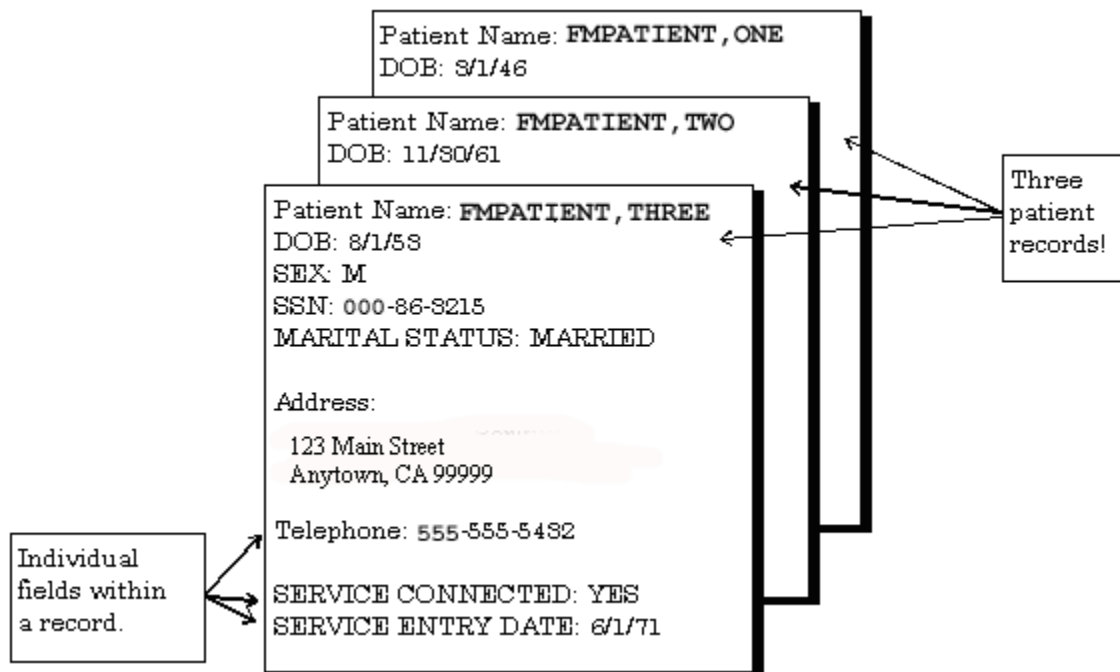 Patient Name: FMPATIENT,ONE
DOB: 3/1/46
Patient Name: FMPATIENT,TWO
DOB: 11/30/61
Patient Name: FMPATIENT,THREE
DOB: 8/1/53
SEX: M
SSN: 000-86-3215
MARITAL STATUS: MARRIED
Address:
123 Main Street
Anytown, CA 99999
Telephone: 555-555-5432
SERVICE CONNECTED: YES
SERVICE ENTRY DATE: 6/1/71
Three
patient
records!
Individual
fields within
a record.